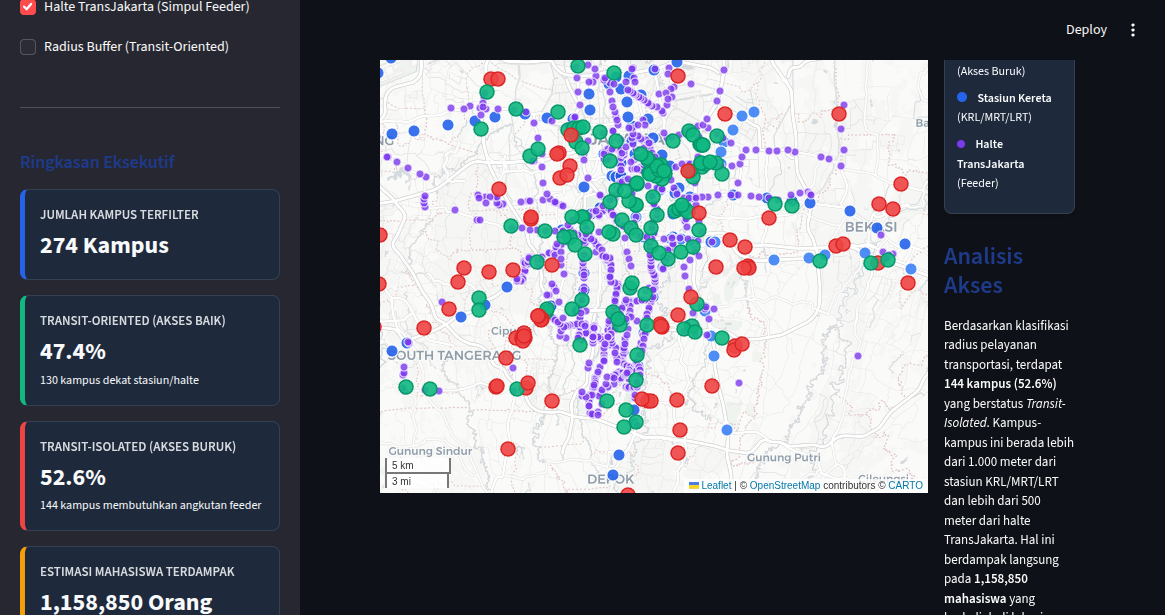 Halte TransJakarta (Simpul Feeder)
Radius Buffer (Transit-Oriented)
Ringkasan Eksekutif
JUMLAH KAMPUS TERFILTER
274 Kampus
TRANSIT-ORIENTED (AKSES BAIK)
47.4%
130 kampus dekat stasiun/halte
TRANSIT-ISOLATED (AKSES BURUK)
52.6%
144 kampus membutuhkan angkutan feeder
ESTIMASI MAHASISWA TERDAMPAK
1,158,850 Orang
Deploy
BEKASI
SOUTH TANGERANG
Gunung Sindur
Gunung Putri
DEPOK
5 km
3 mi
Leaflet | © OpenStreetMap contributors © CARTO
(Akses Buruk)
Stasiun Kereta
(KRL/MRT/LRT)
Halte
TransJakarta
(Feeder)
Analisis
Akses
Berdasarkan klasifikasi
radius pelayanan
transportasi, terdapat
144 kampus (52.6%)
yang berstatus Transit-
Isolated. Kampus-
kampus ini berada lebih
dari 1.000 meter dari
stasiun KRL/MRT/LRT
dan lebih dari 500
meter dari halte
TransJakarta. Hal ini
berdampak langsung
pada 1,158,850
mahasiswa yang